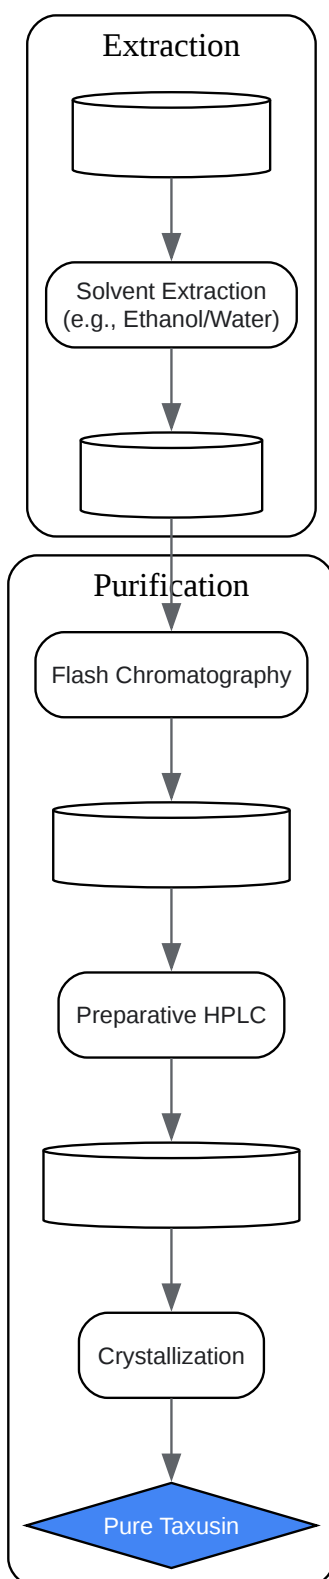 Extraction
Solvent Extraction
(e.g., Ethanol/Water)
Purification
Flash Chromatography
Preparative HPLC
Crystallization
Pure Taxusin